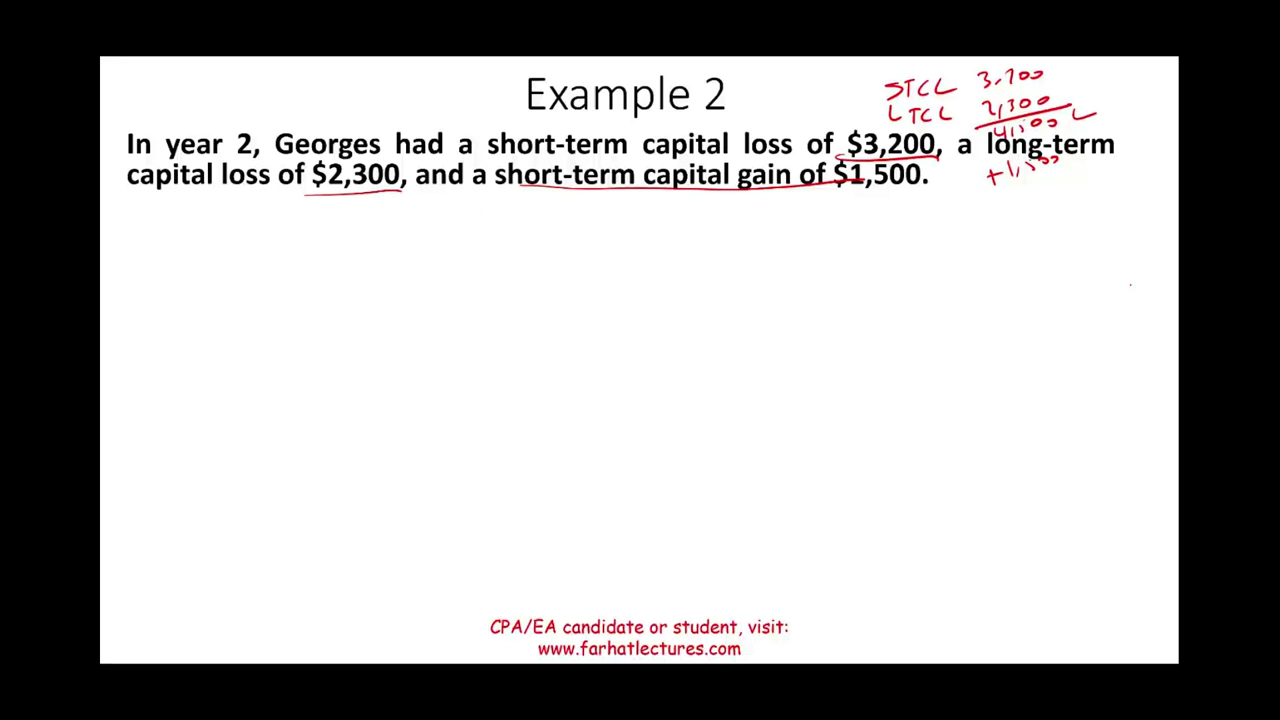 Example 2
STCL 3,200
LTCL 2,300
L
+1,500
In year 2, Georges had a short-term capital loss of $3,200, a long-term
capital loss of $2,300, and a short-term capital gain of $1,500.
CPA/EA candidate or student, visit:
www.farhatlectures.com